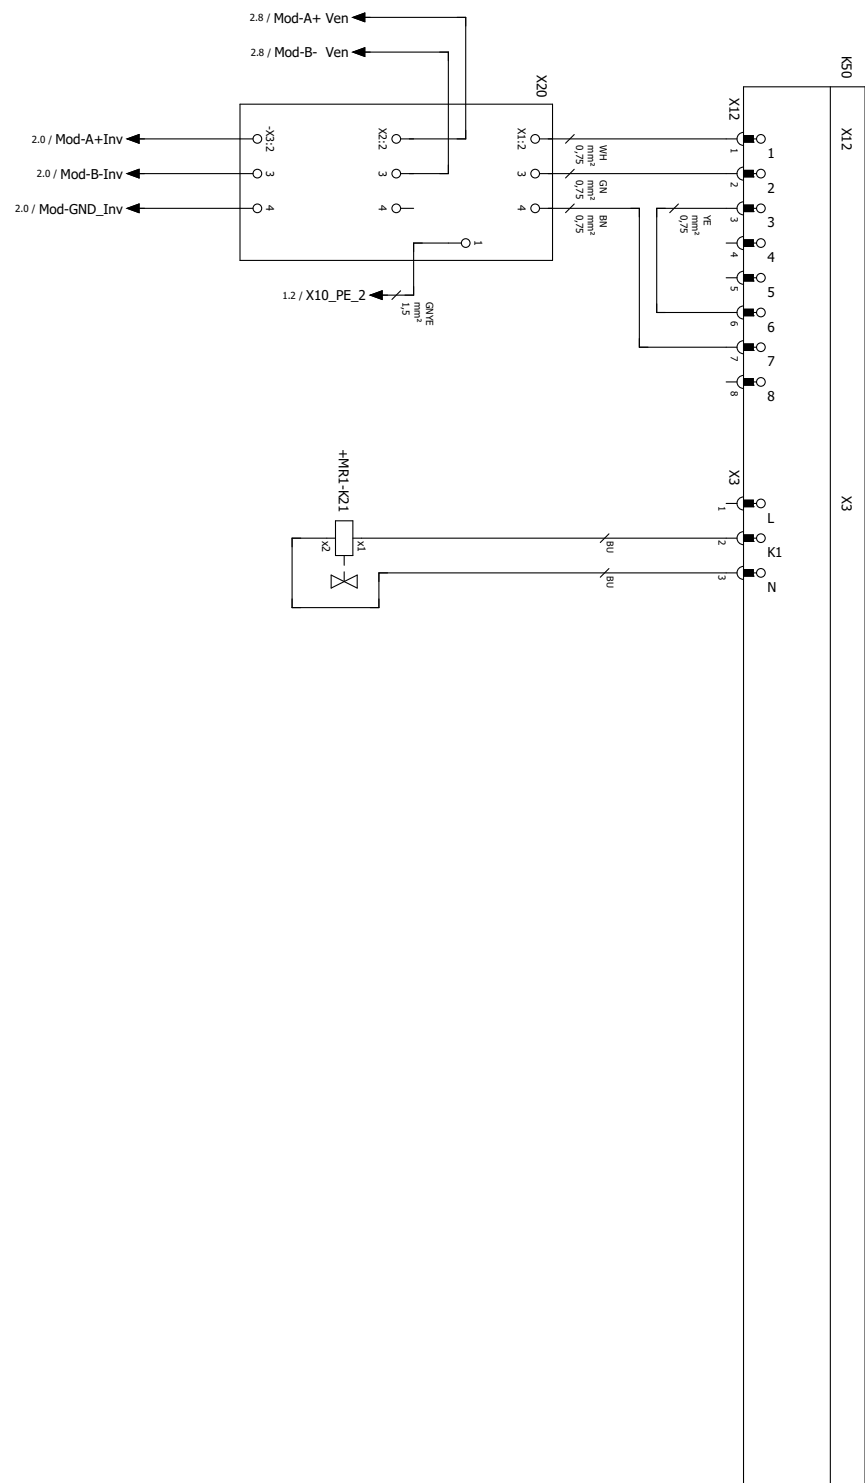 2.8 / Mod-A+ Ven
2.8 / Mod-B- Ven
K50
X20
X12
X12
2.0 / Mod-A+Inv
-X3:2
X2:2
X1:2
WH
mm²
0,75
1
1
2.0 / Mod-B-Inv
3
3
3
GN
mm²
0,75
2
2
2.0 / Mod-GND_Inv
4
4
4
BN
mm²
0,75
YE
mm²
0,75
3
3
1
4
4
1.2 / X10_PE_2
GNYE
mm²
1,5
5
5
6
6
7
7
8
8
+MR1-K21
X3
X3
1
L
x2
x1
BU
2
K1
BU
3
N